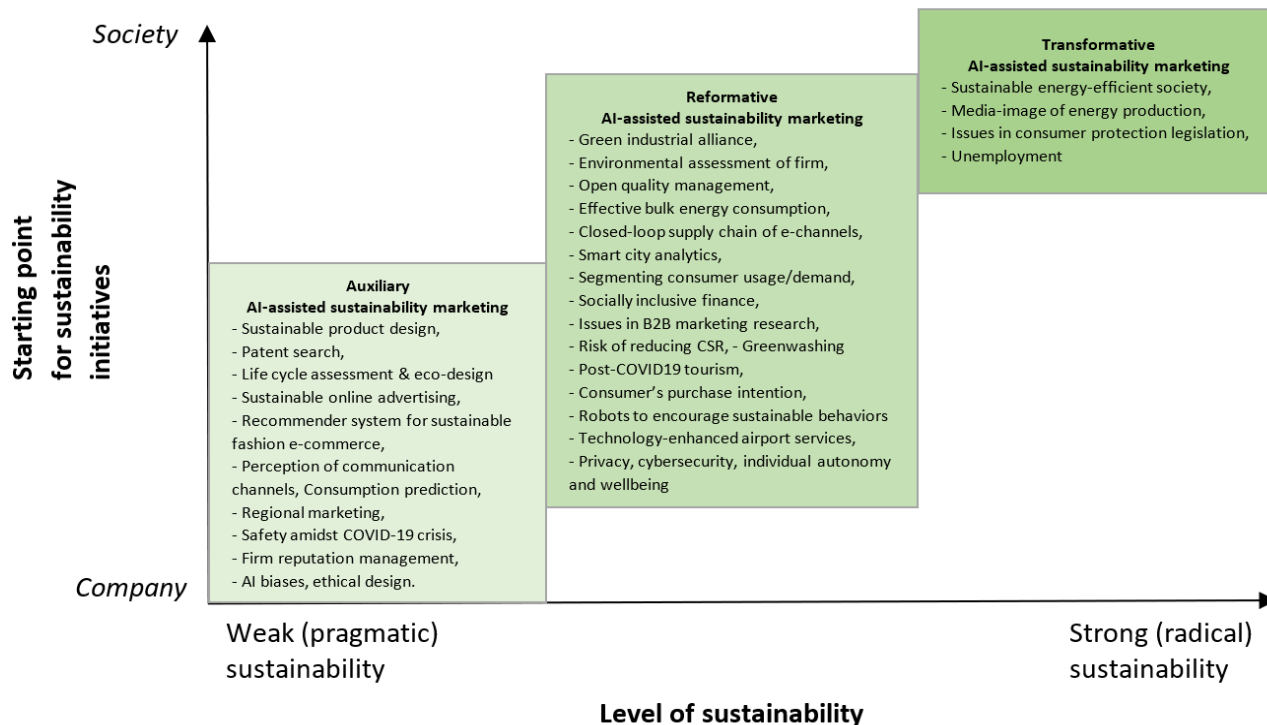 Society
Starting point
for sustainability
initiatives
Company
Transformative
AI-assisted sustainability marketing
- Sustainable energy-efficient society,
- Media-image of energy production,
- Issues in consumer protection legislation,
- Unemployment
Reformative
AI-assisted sustainability marketing
- Green industrial alliance,
- Environmental assessment of firm,
- Open quality management,
- Effective bulk energy consumption,
- Closed-loop supply chain of e-channels,
- Smart city analytics,
- Segmenting consumer usage/demand,
- Socially inclusive finance,
- Issues in B2B marketing research,
- Risk of reducing CSR, - Greenwashing
- Post-COVID19 tourism,
- Consumer’s purchase intention,
- Robots to encourage sustainable behaviors
- Technology-enhanced airport services,
- Privacy, cybersecurity, individual autonomy
and wellbeing
Auxiliary
AI-assisted sustainability marketing
- Sustainable product design,
- Patent search,
- Life cycle assessment & eco-design
- Sustainable online advertising,
- Recommender system for sustainable
fashion e-commerce,
- Perception of communication
channels, Consumption prediction,
- Regional marketing,
- Safety amidst COVID-19 crisis,
- Firm reputation management,
- AI biases, ethical design.
Weak (pragmatic)
sustainability
Strong (radical)
sustainability
Level of sustainability